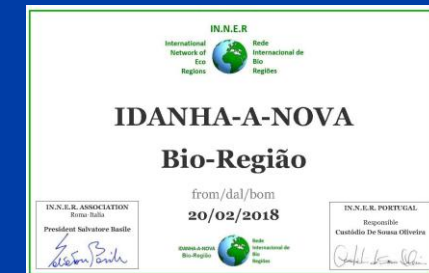 IN.N.E.R
International
Network of
Eco
Regions
Rede
Internacional de
Bio
Regiões
IDANHA-A-NOVA
Bio-Região
from/dal/bom
20/02/2018
IN.N.E.R. ASSOCIATION
Roma-Italia
President Salvatore Basile
IDANHA-A-NOVA
Bio-Região
Rede
Internacional de
Bio
Regiões
IN.N.E.R. PORTUGAL
Responsible
Custódio De Sousa Oliveira